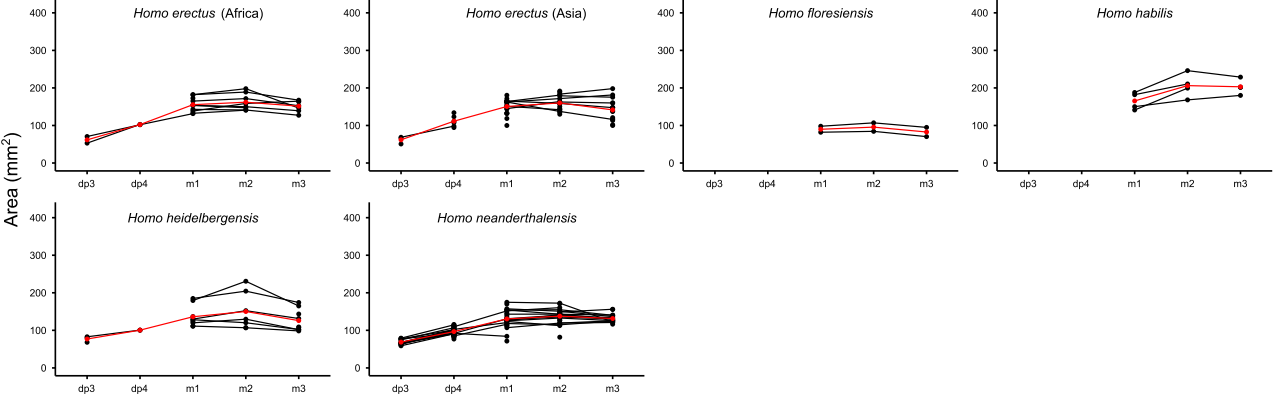 Area (mm²)
Homo erectus (Africa)
400
300
200
100
0
dp3 dp4 m1 m2 m3
Homo erectus (Asia)
400
300
200
100
0
dp3 dp4 m1 m2 m3
Homo floresiensis
400
300
200
100
0
dp3 dp4 m1 m2 m3
Homo habilis
400
300
200
100
0
dp3 dp4 m1 m2 m3
Homo heidelbergensis
400
300
200
100
0
dp3 dp4 m1 m2 m3
Homo neanderthalensis
400
300
200
100
0
dp3 dp4 m1 m2 m3